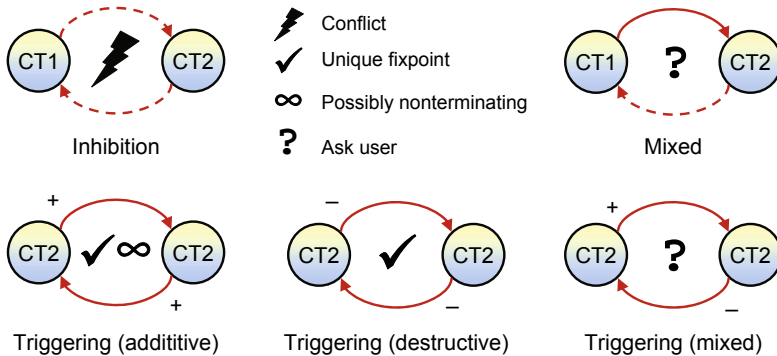 CT1
CT2
Inhibition
Conflict
Unique fixpoint
∞ Possibly nonterminating
? Ask user
CT1
?
CT2
Mixed
+
CT2
∞
CT2
+
Triggering (addititive)
–
CT2
CT2
–
Triggering (destructive)
+
CT2
?
CT2
–
Triggering (mixed)